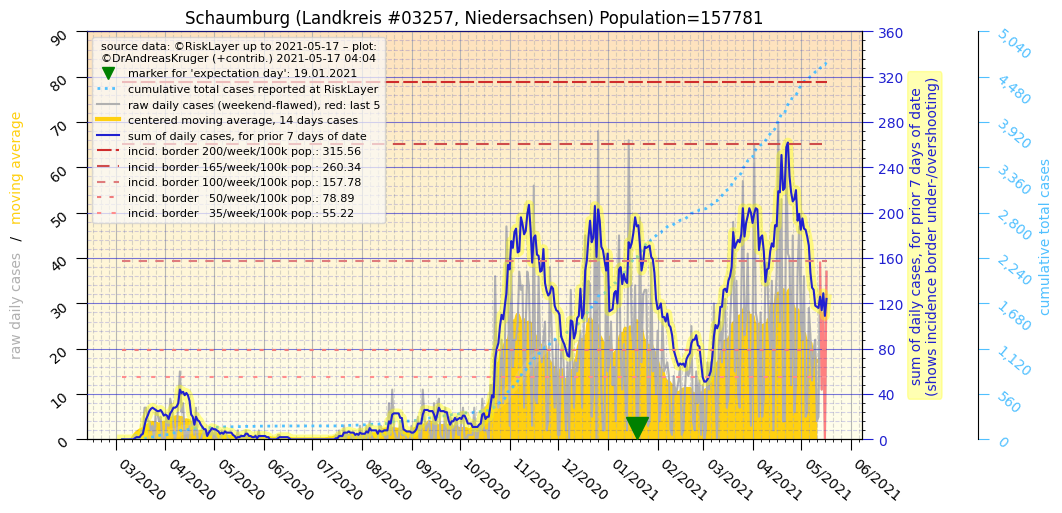 Schaumburg (Landkreis #03257, Niedersachsen) Population=157781
source data: ©RiskLayer up to 2021-05-17 – plot:
©DrAndreasKruger (+contrib.) 2021-05-17 04:04
marker for 'expectation day': 19.01.2021
cumulative total cases reported at RiskLayer
raw daily cases (weekend-flawed), red: last 5
centered moving average, 14 days cases
sum of daily cases, for prior 7 days of date
incid. border 200/week/100k pop.: 315.56
incid. border 165/week/100k pop.: 260.34
incid. border 100/week/100k pop.: 157.78
incid. border   50/week/100k pop.: 78.89
incid. border   35/week/100k pop.: 55.22
raw daily cases  /  moving average
90
80
70
60
50
40
30
20
10
0
03/2020
04/2020
05/2020
06/2020
07/2020
08/2020
09/2020
10/2020
11/2020
12/2020
01/2021
02/2021
03/2021
04/2021
05/2021
06/2021
360
320
280
240
200
160
120
80
40
0
sum of daily cases, for prior 7 days of date
(shows incidence border under-/overshooting)
5,040
4,480
3,920
3,360
2,800
2,240
1,680
1,120
560
0
cumulative total cases